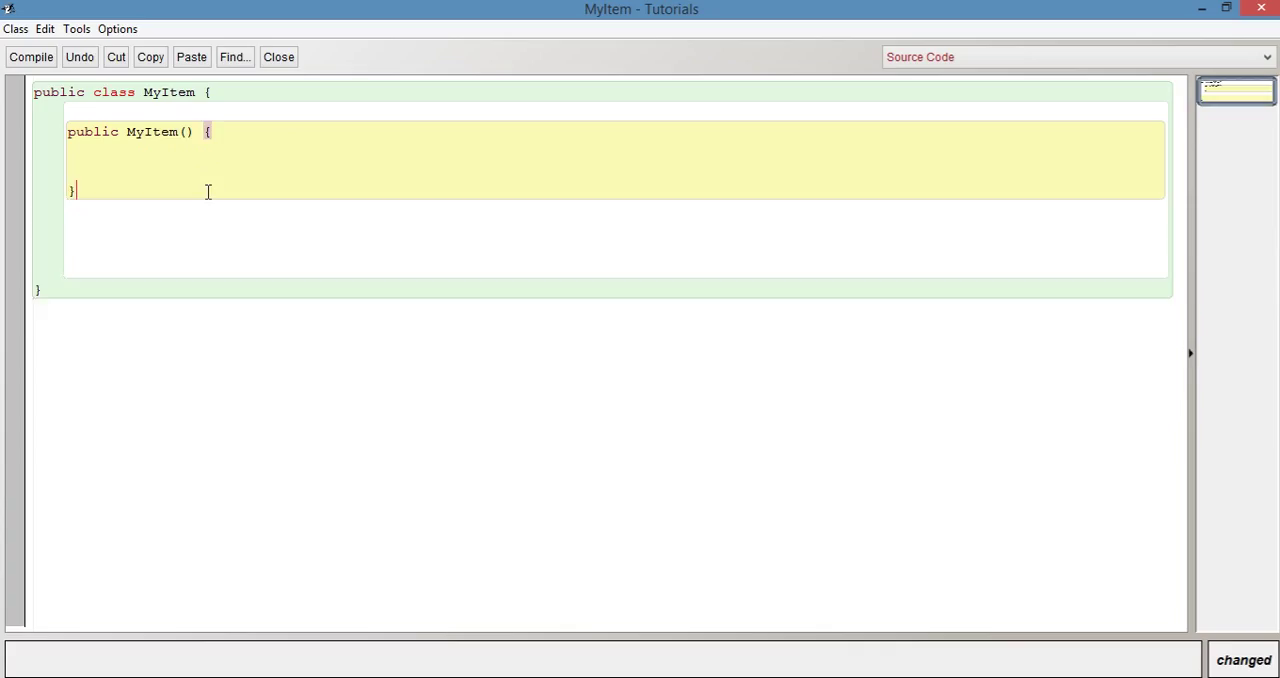 MyItem - Tutorials
Class Edit Tools Options
Compile Undo Cut Copy Paste Find... Close Source Code
public class MyItem {
public MyItem() {
}
}
changed